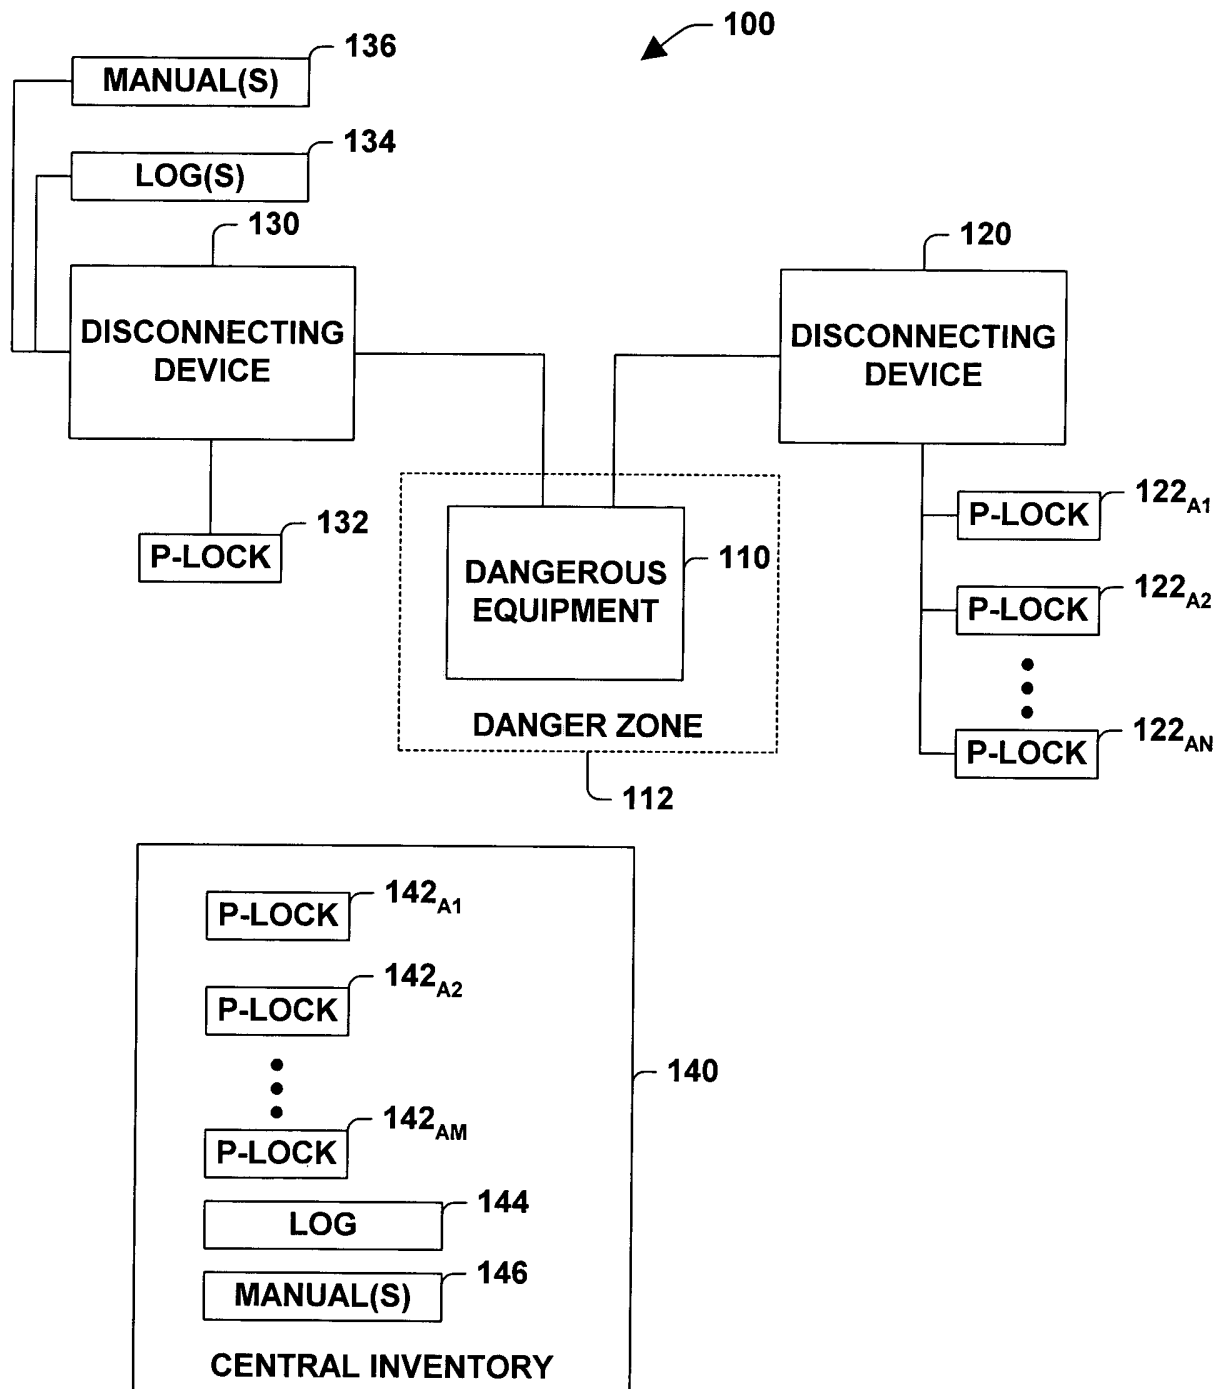 100
136
MANUAL(S)
134
LOG(S)
130
DISCONNECTING
DEVICE
120
DISCONNECTING
DEVICE
132
P-LOCK
110
DANGEROUS
EQUIPMENT
DANGER ZONE
112
122A1
P-LOCK
122A2
P-LOCK
122AN
P-LOCK
142A1
P-LOCK
142A2
P-LOCK
140
142AM
P-LOCK
144
LOG
146
MANUAL(S)
CENTRAL INVENTORY